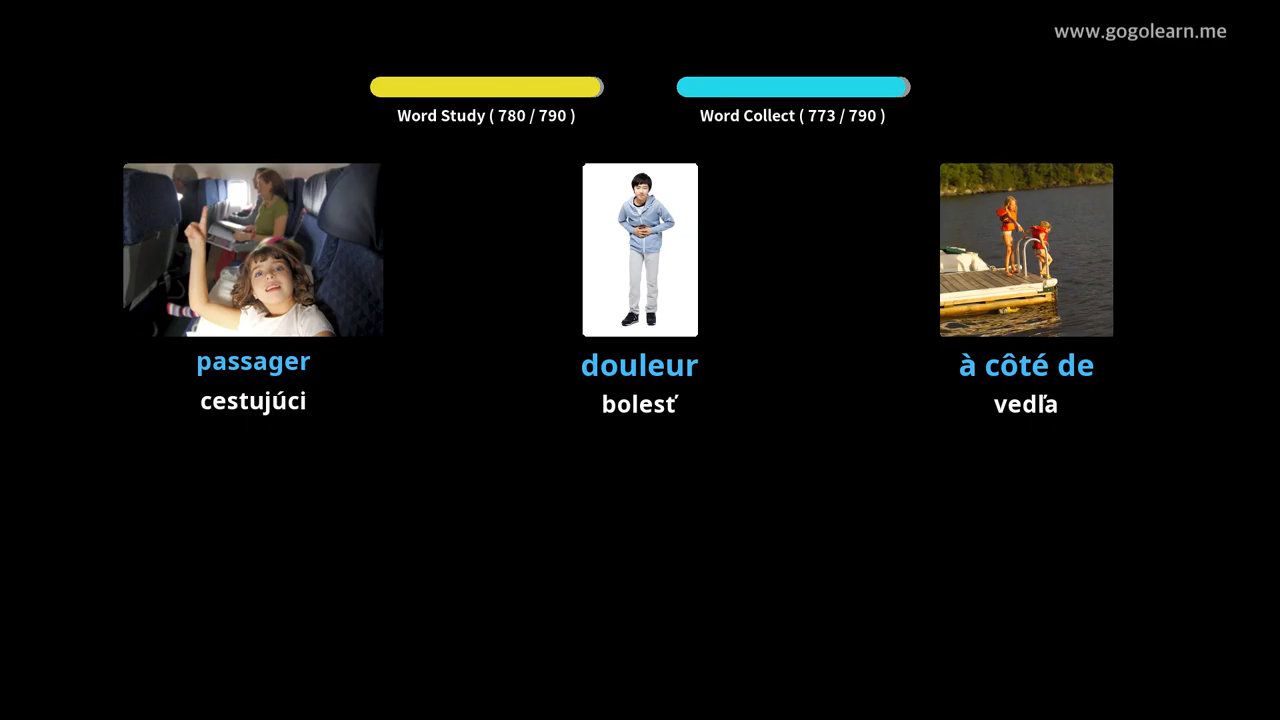 www.gogolearn.me
Word Study ( 780 / 790 )
Word Collect ( 773 / 790 )
passager
douleur
à côté de
cestujúci
bolesť
vedľa